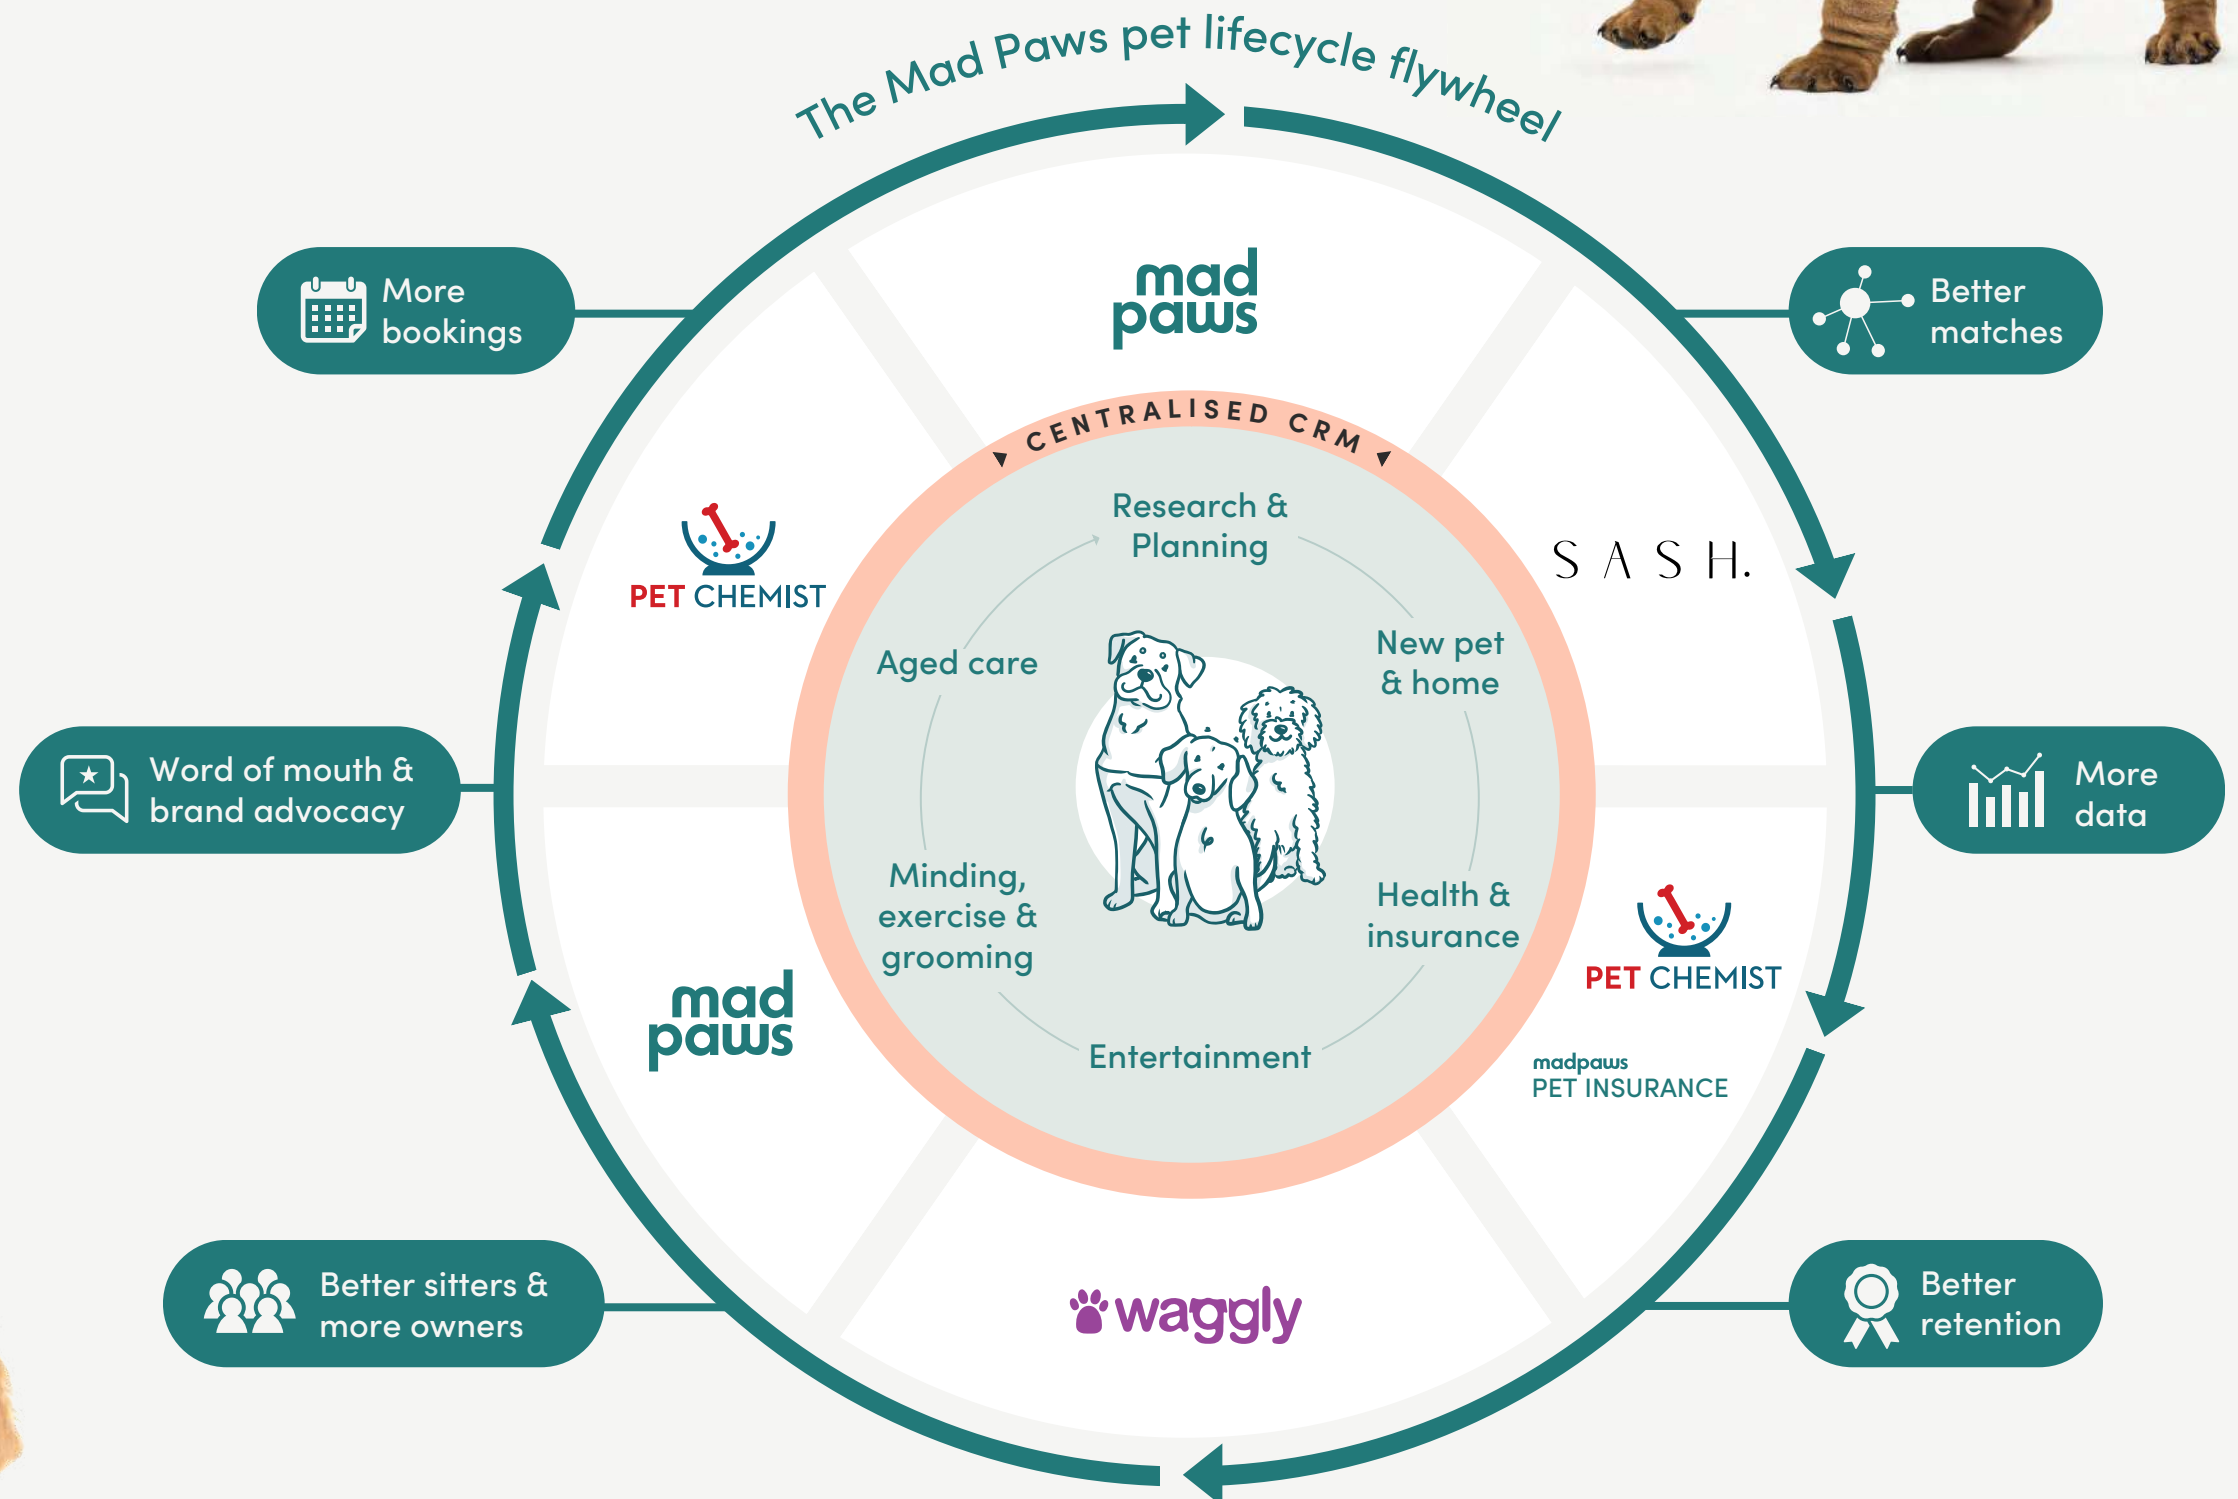 The Mad Paws pet lifecycle flywheel
More
bookings
mad
paws
Better
matches
CENTRALISED CRM
PET CHEMIST
SASH.
Research &
Planning
Aged care
New pet
& home
Word of mouth &
brand advocacy
More
data
Minding,
exercise &
grooming
Health &
insurance
mad
paws
PET CHEMIST
Entertainment
madpaws
PET INSURANCE
Better sitters &
more owners
waggly
Better
retention